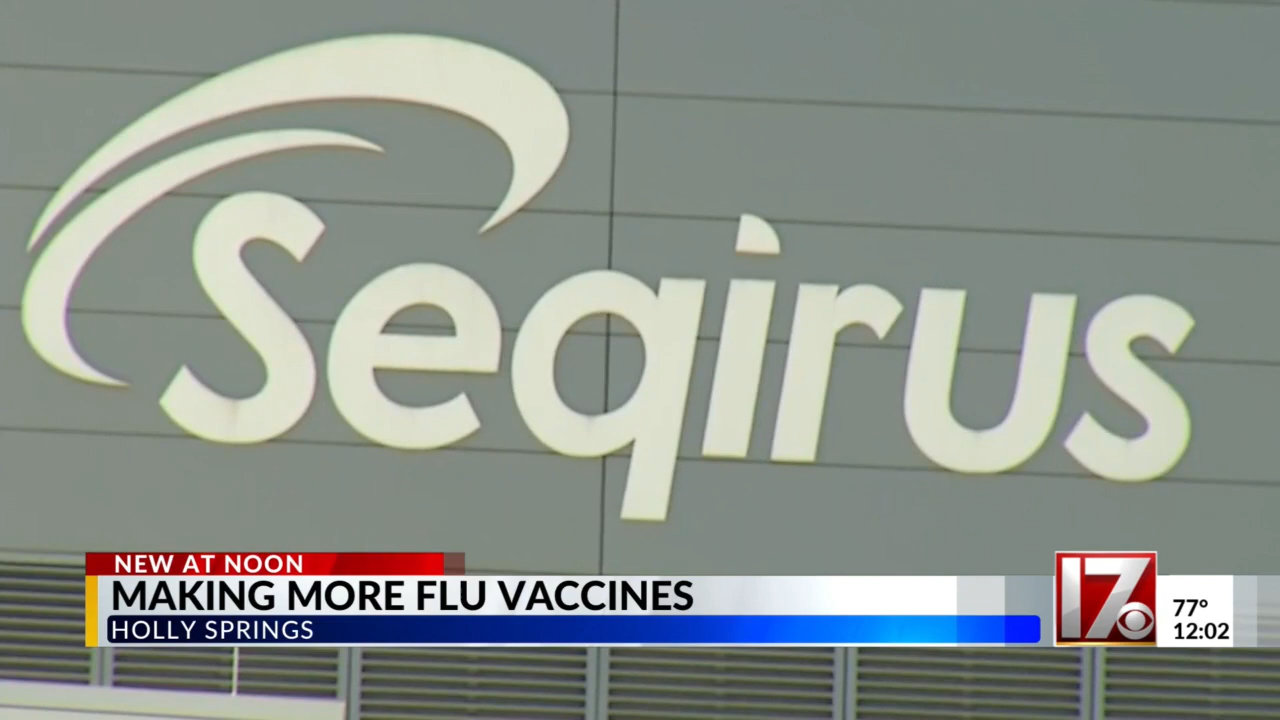 Seqirus
NEW AT NOON
MAKING MORE FLU VACCINES
HOLLY SPRINGS
17
77°
12:02